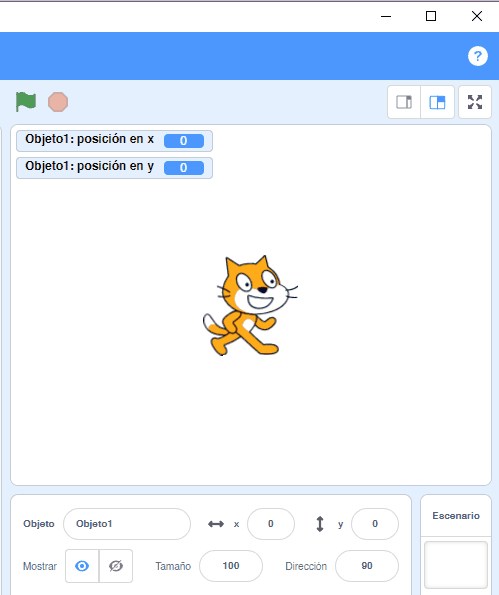 ?
Objeto1: posición en x 0
Objeto1: posición en y 0
Objeto Objeto1 x 0 y 0
Mostrar Tamaño 100 Dirección 90
Escenario